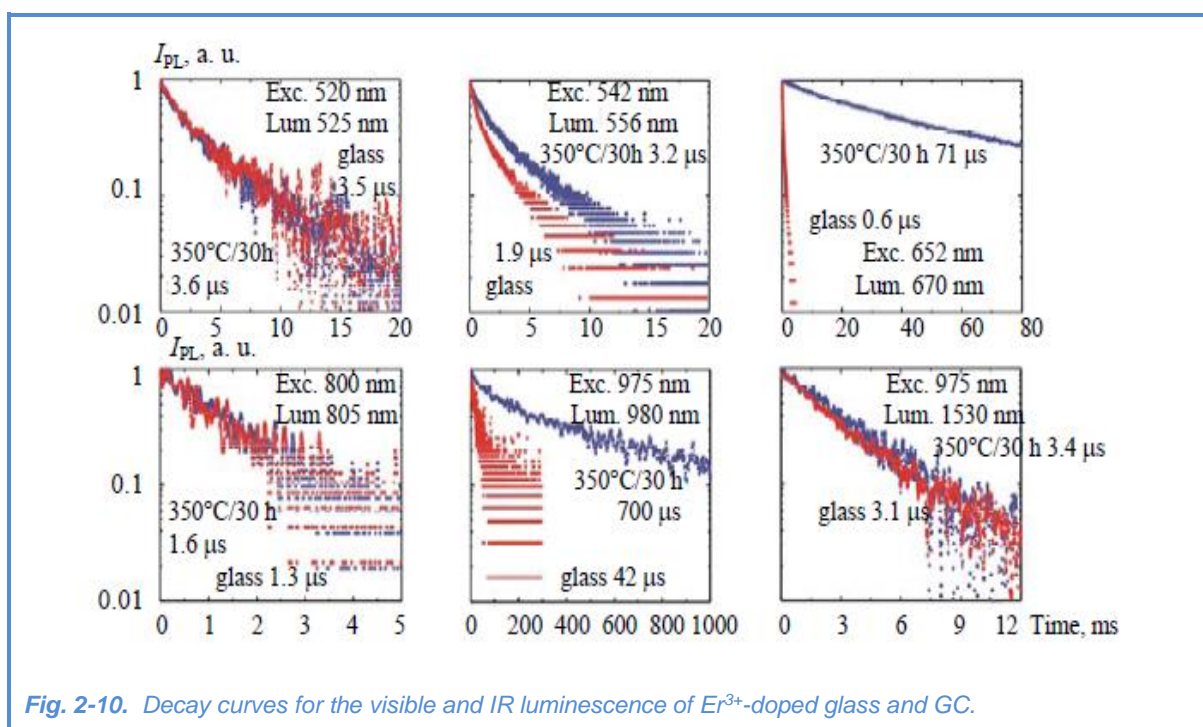 I_PL, a. u.
1
0.1
0.01
Exc. 520 nm
Lum 525 nm
glass
3.5 µs
350°C/30h
3.6 µs
0 5 10 15 20
Exc. 542 nm
Lum. 556 nm
350°C/30h 3.2 µs
1.9 µs
glass
0 5 10 15 20
350°C/30 h 71 µs
glass 0.6 µs
Exc. 652 nm
Lum. 670 nm
0 20 40 60 80
I_PL, a. u.
1
0.1
0.01
Exc. 800 nm
Lum 805 nm
350°C/30 h
1.6 µs
glass 1.3 µs
0 1 2 3 4 5
Exc. 975 nm
Lum. 980 nm
350°C/30 h
700 µs
glass 42 µs
0 200 400 600 800 1000
Exc. 975 nm
Lum. 1530 nm
350°C/30 h 3.4 µs
glass 3.1 µs
0 3 6 9 12 Time, ms
Fig. 2-10. Decay curves for the visible and IR luminescence of Er³⁺-doped glass and GC.